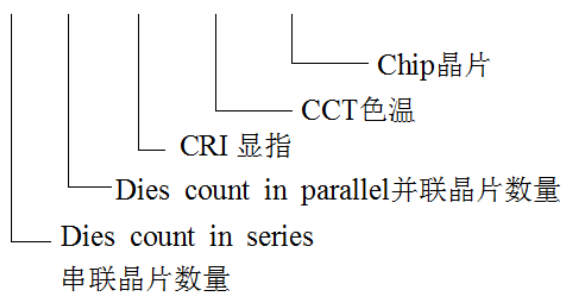 Chip晶片
CCT色温
CRI 显指
Dies count in parallel并联晶片数量
Dies count in series
串联晶片数量